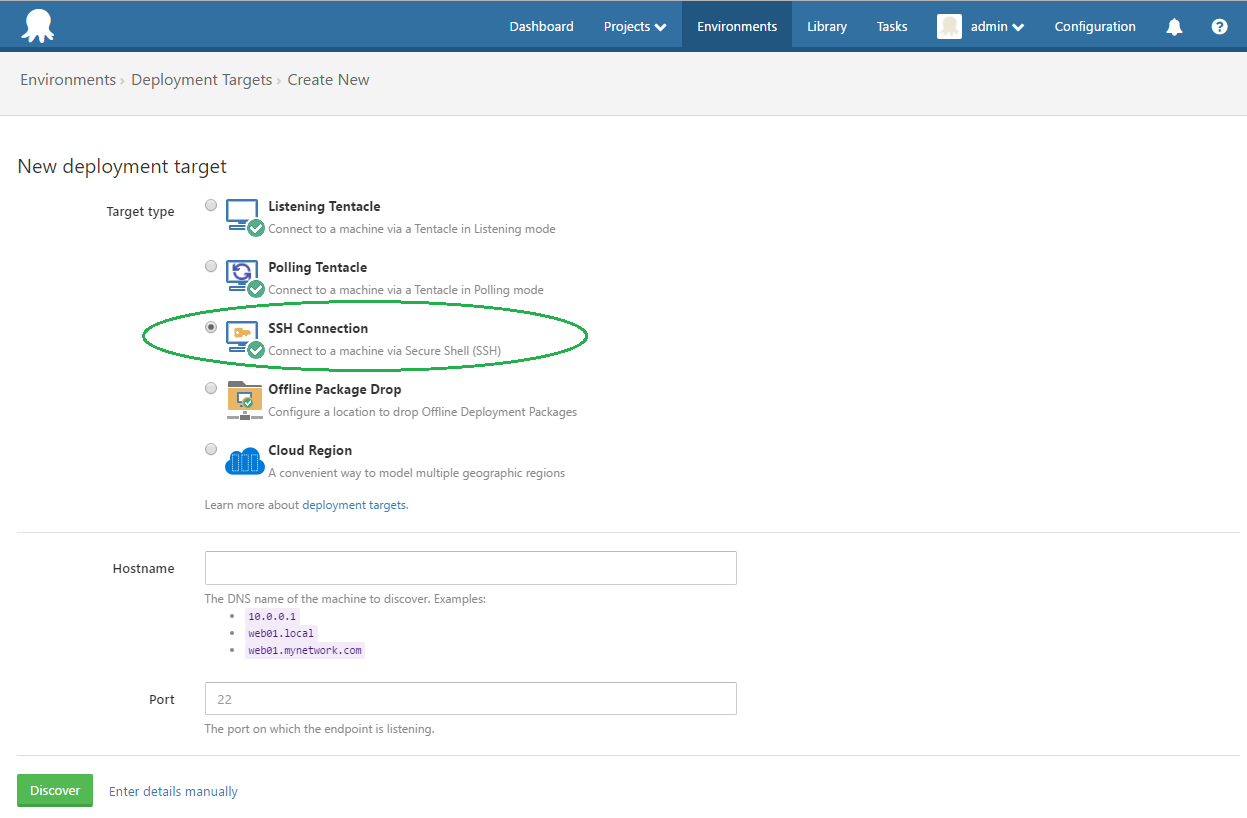 Dashboard Projects Environments Library Tasks admin Configuration
Environments › Deployment Targets › Create New
New deployment target
Target type
Listening Tentacle
Connect to a machine via a Tentacle in Listening mode
Polling Tentacle
Connect to a machine via a Tentacle in Polling mode
SSH Connection
Connect to a machine via Secure Shell (SSH)
Offline Package Drop
Configure a location to drop Offline Deployment Packages
Cloud Region
A convenient way to model multiple geographic regions
Learn more about deployment targets.
Hostname
The DNS name of the machine to discover. Examples:
• 10.0.0.1
• web01.local
• web01.mynetwork.com
Port 22
The port on which the endpoint is listening.
Discover Enter details manually